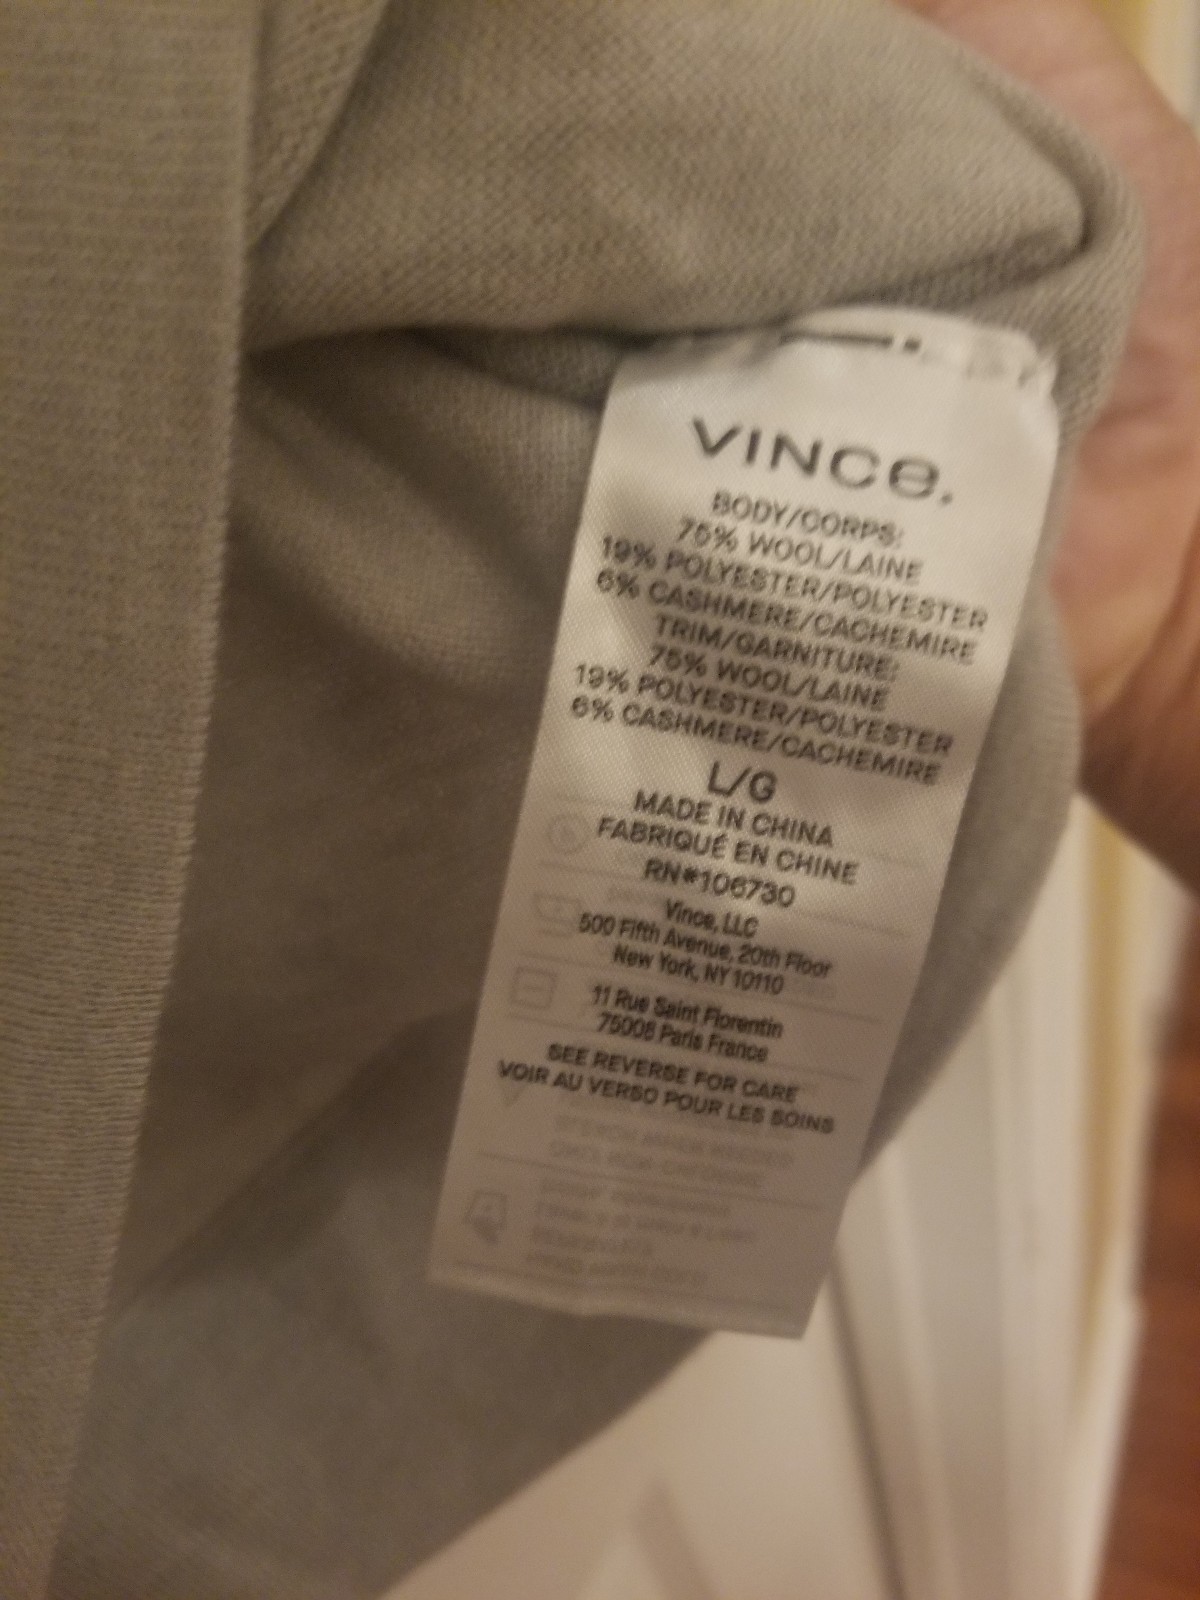 VINCE.
BODY/CORPS:
75% WOOL/LAINE
19% POLYESTER/POLYESTER
6% CASHMERE/CACHEMIRE
TRIM/GARNITURE:
75% WOOL/LAINE
19% POLYESTER/POLYESTER
6% CASHMERE/CACHEMIRE
L/G
MADE IN CHINA
FABRIQUÉ EN CHINE
RN#106730
Vince, LLC
500 Fifth Avenue, 20th Floor
New York, NY 10110
11 Rue Saint Florentin
75008 Paris France
SEE REVERSE FOR CARE
VOIR AU VERSO POUR LES SOINS